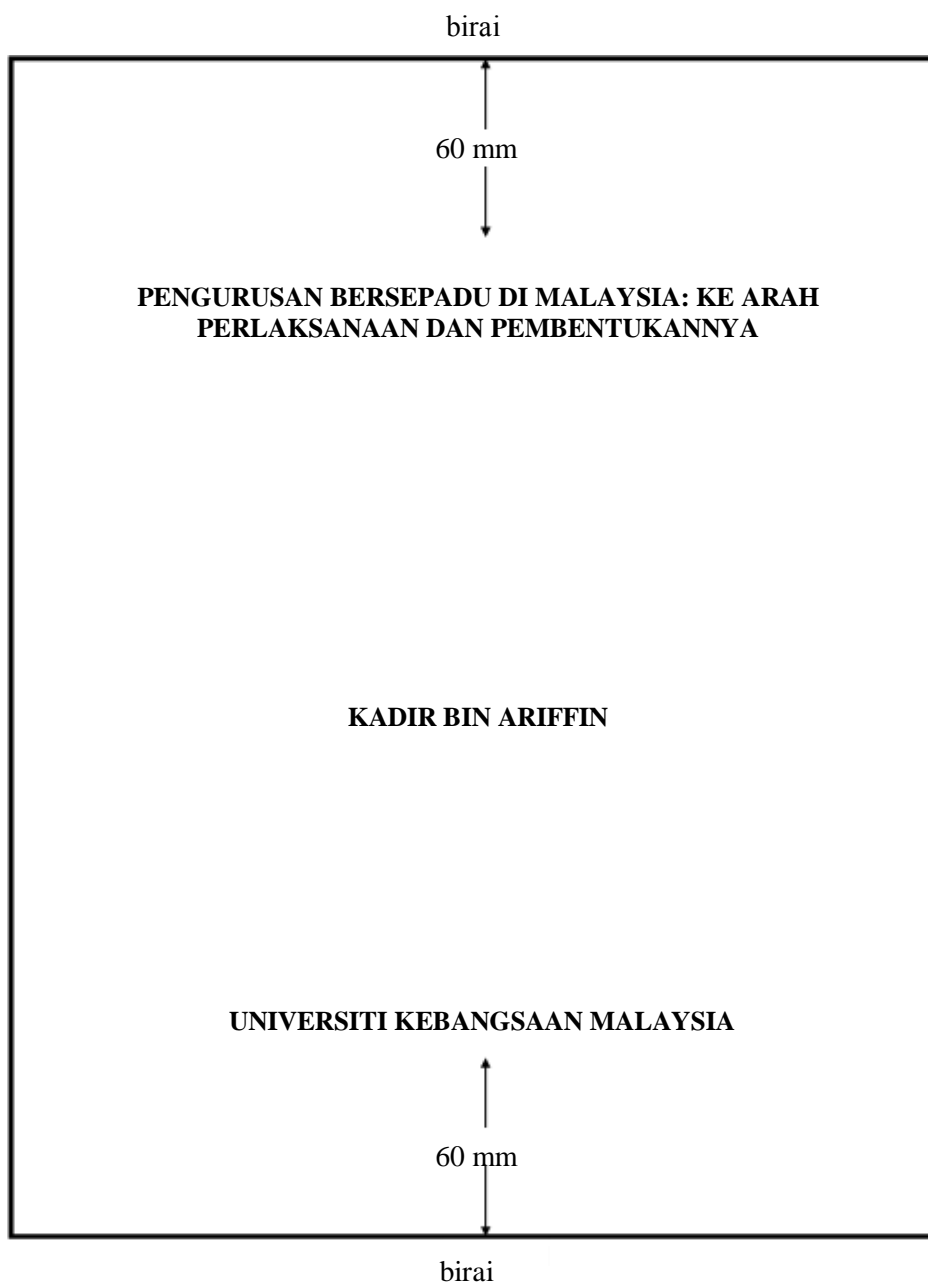 birai
60 mm
PENGURUSAN BERSEPADU DI MALAYSIA: KE ARAH
PERLAKSANAAN DAN PEMBENTUKANNYA
KADIR BIN ARIFFIN
UNIVERSITI KEBANGSAAN MALAYSIA
60 mm
birai